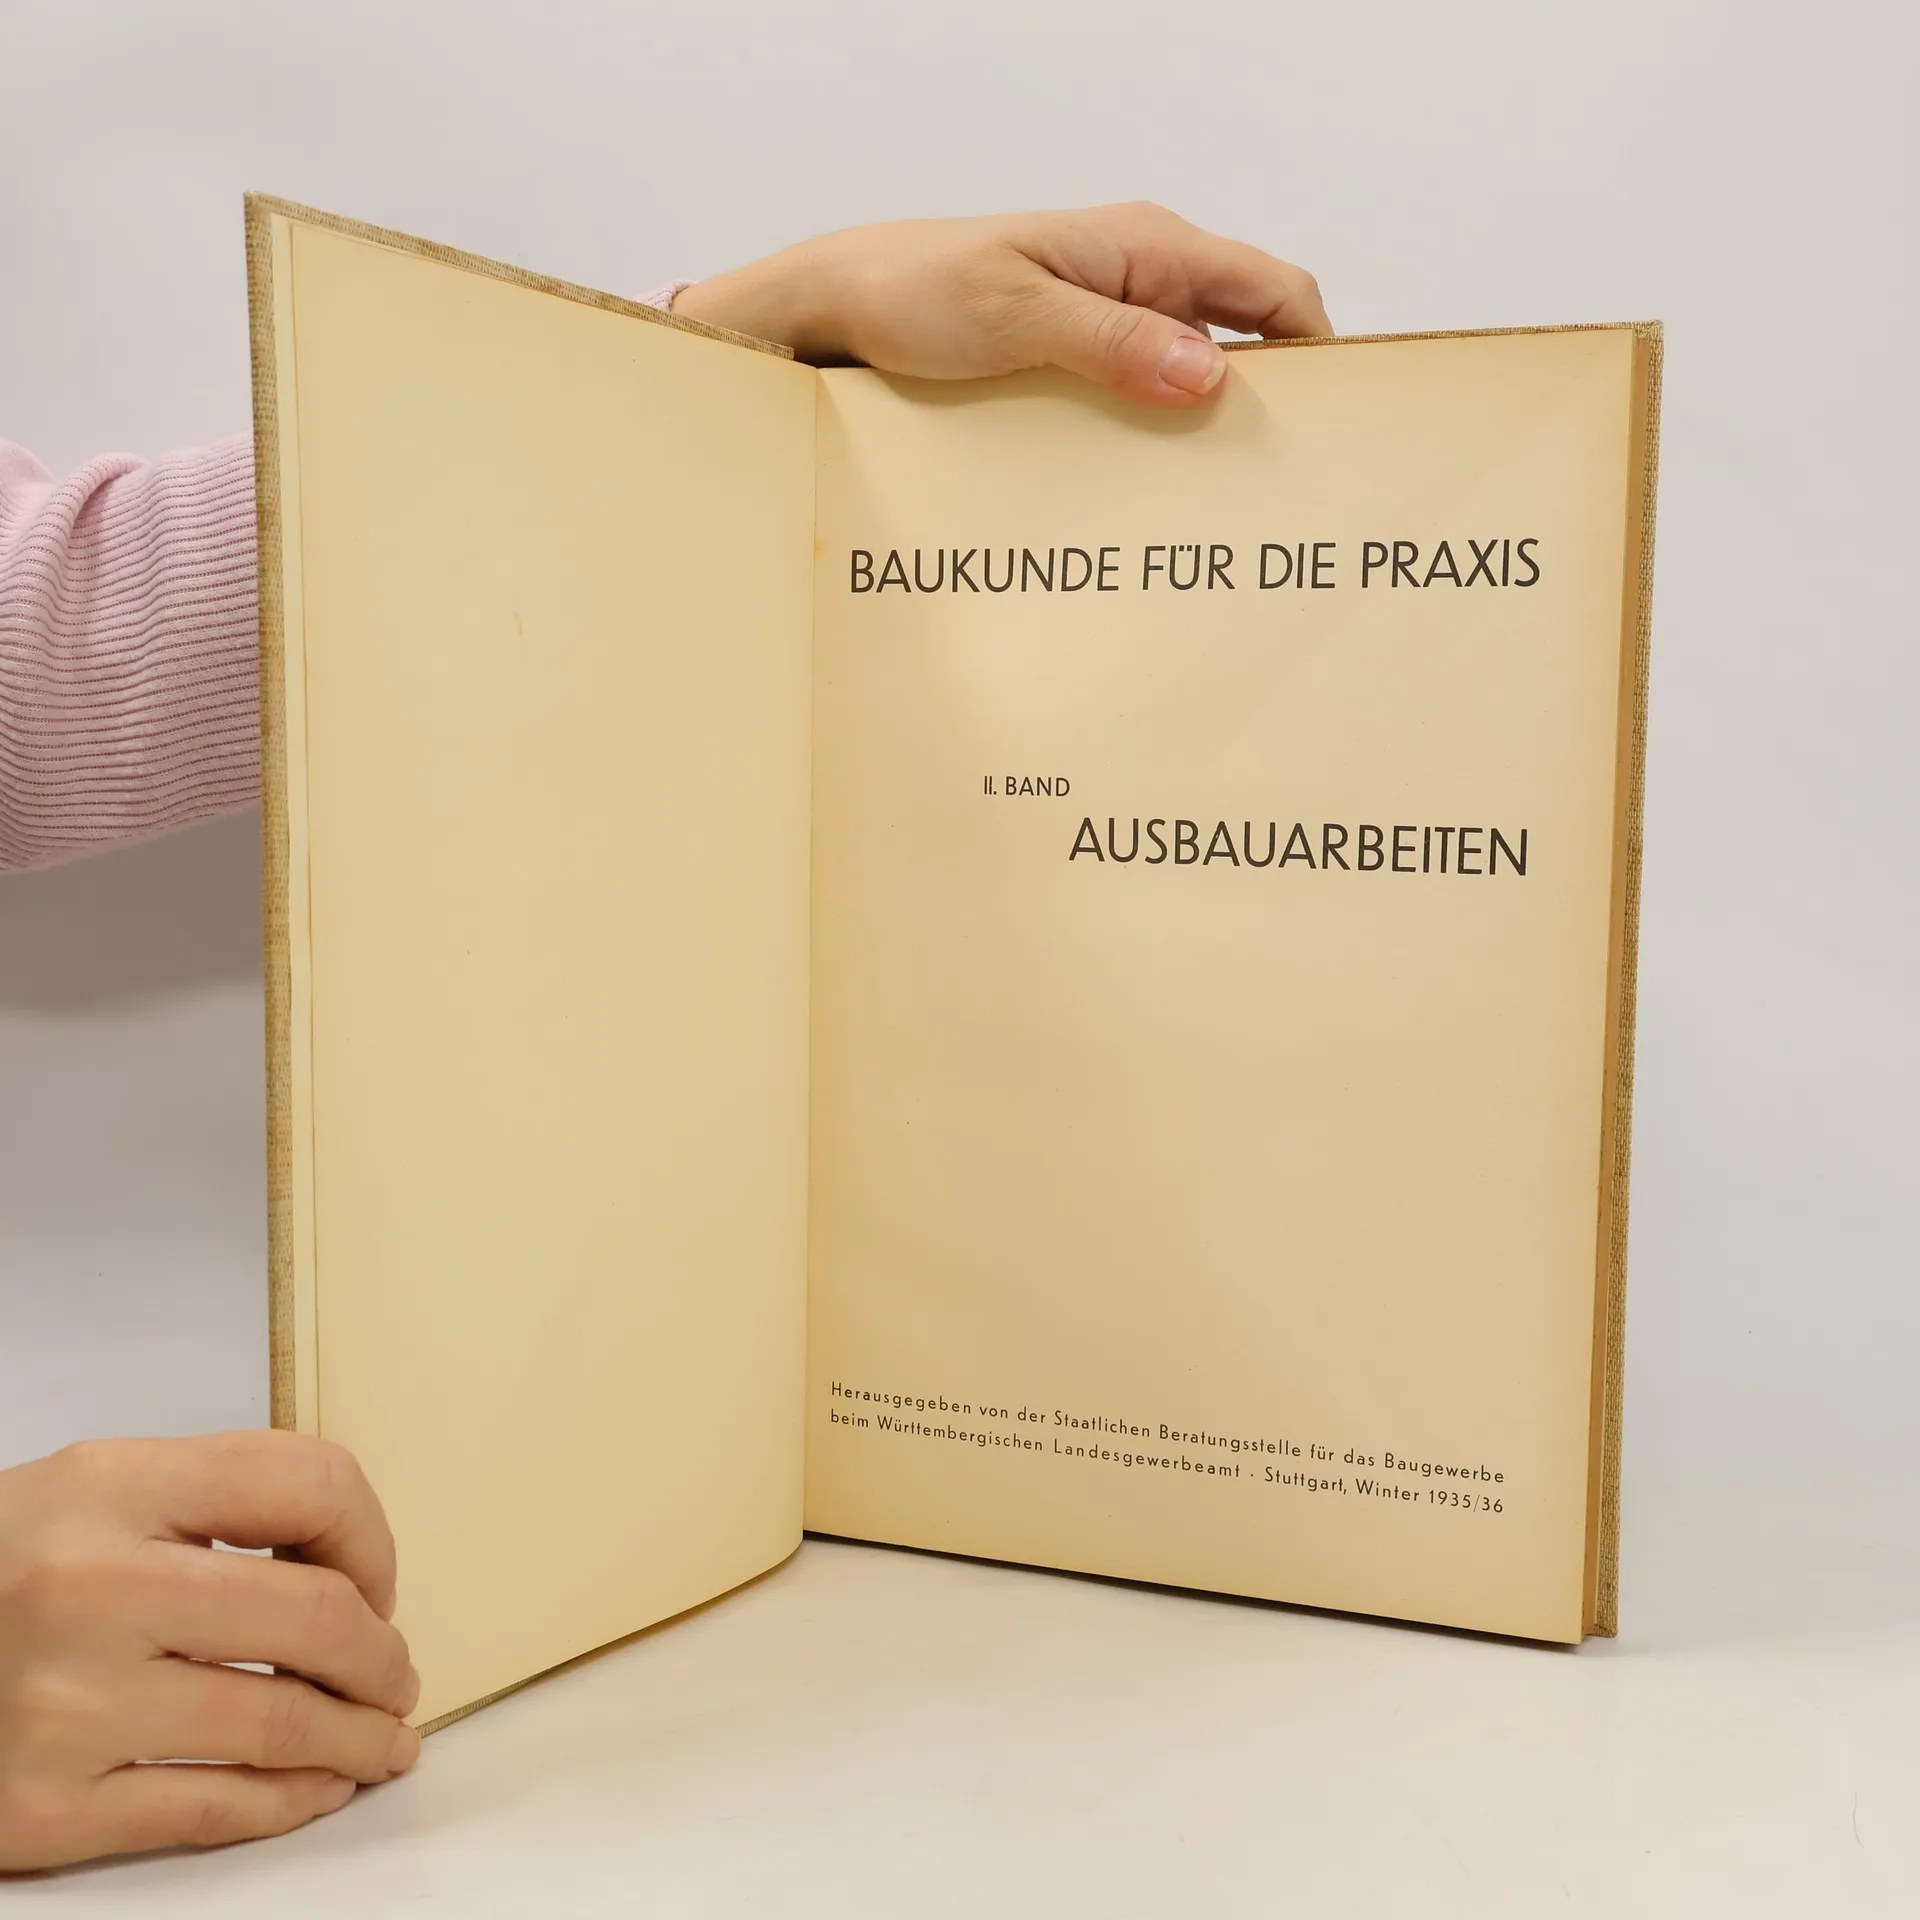 BAUKUNDE FÜR DIE PRAXIS
II. BAND
AUSBAUARBEITEN
Herausgegeben von der Staatlichen Beratungsstelle für das Baugewerbe
beim Württembergischen Landesgewerbeamt · Stuttgart, Winter 1935/36